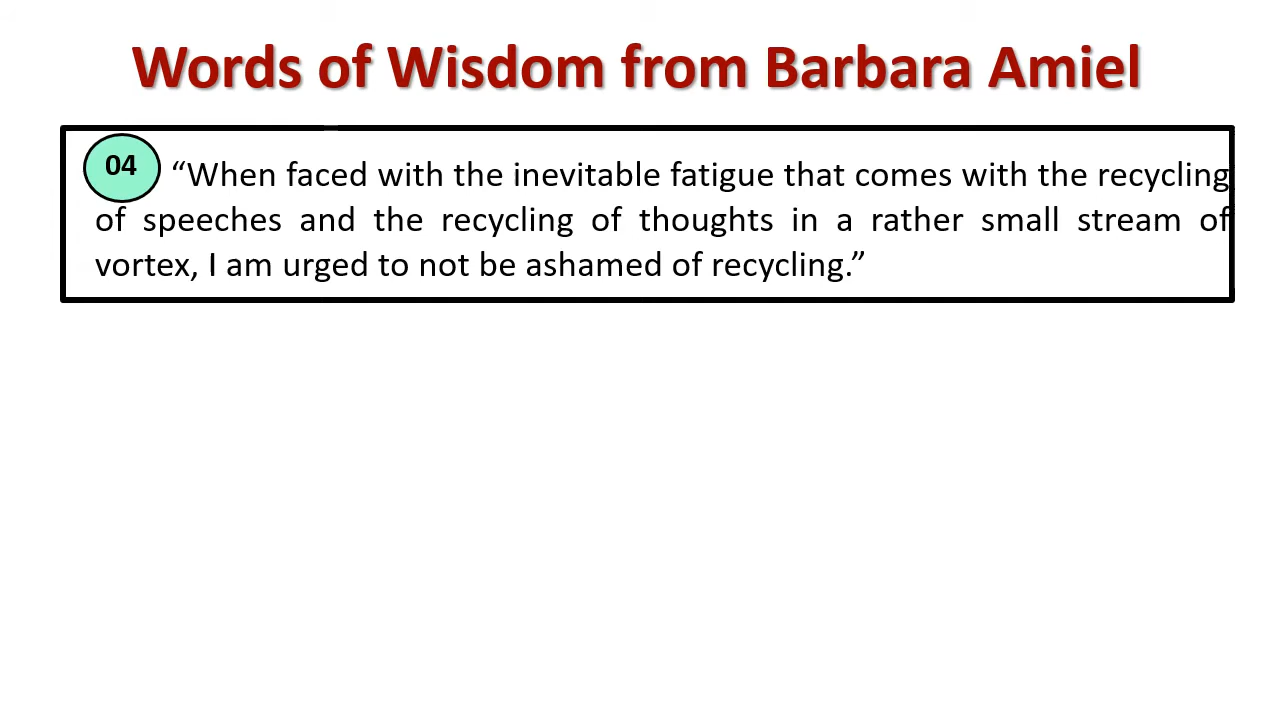 Words of Wisdom from Barbara Amiel
04 “When faced with the inevitable fatigue that comes with the recycling
of speeches and the recycling of thoughts in a rather small stream of
vortex, I am urged to not be ashamed of recycling.”